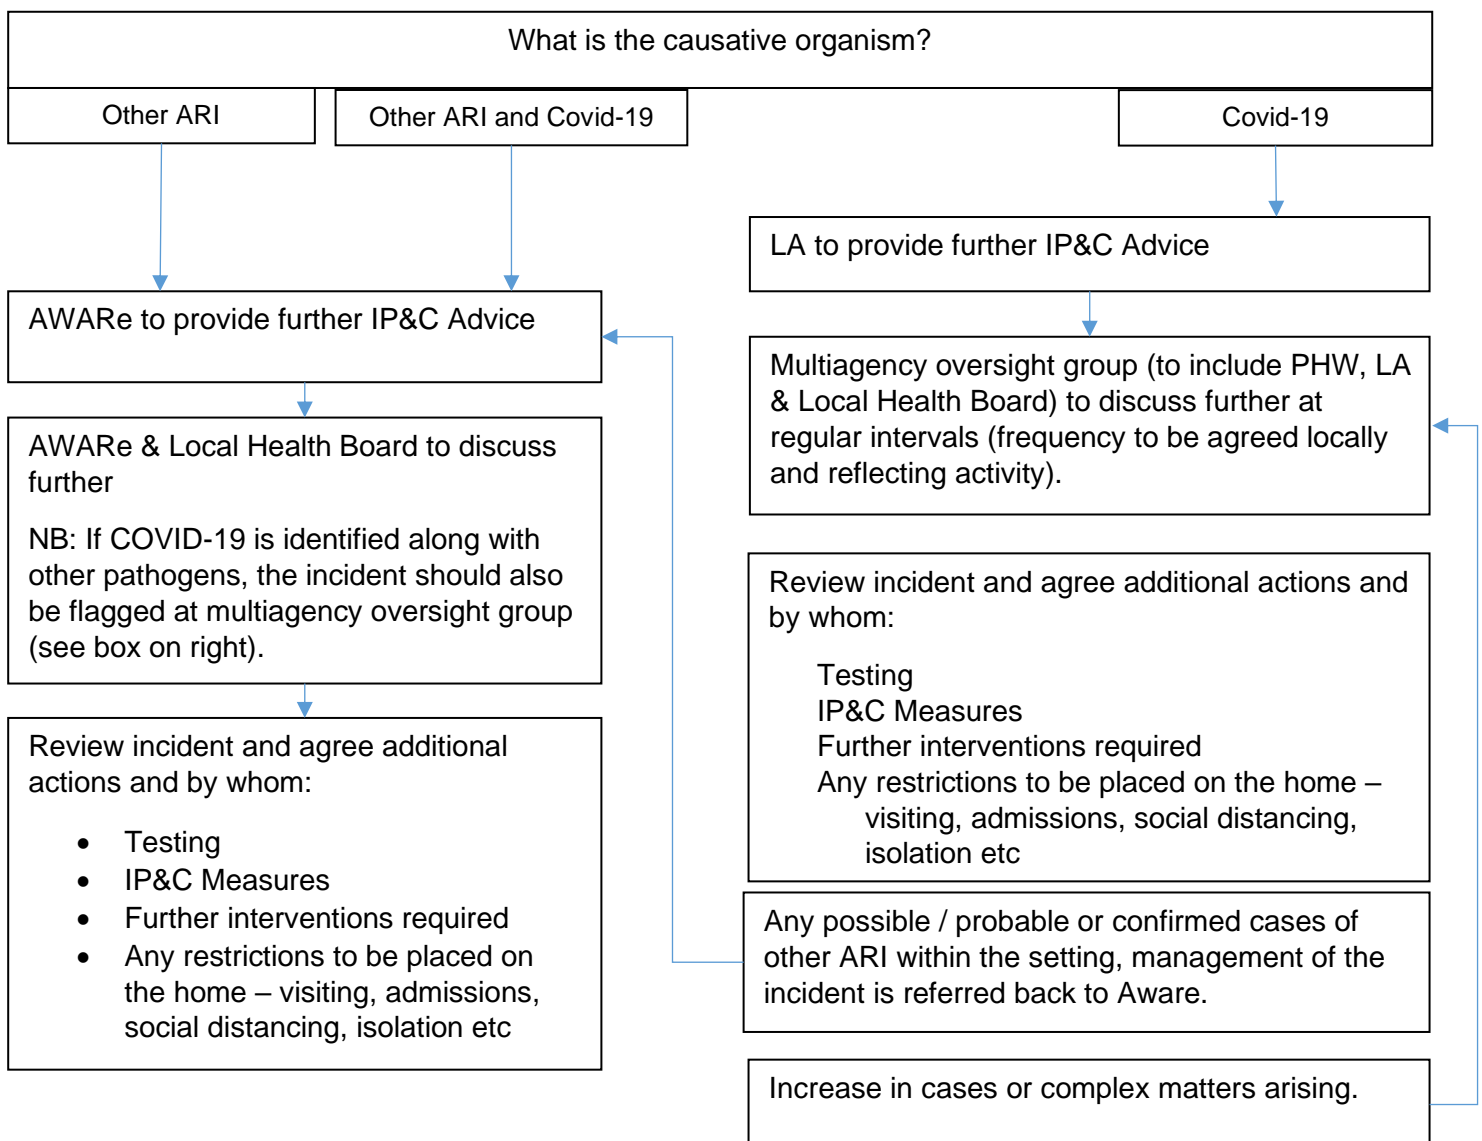 What is the causative organism?
Other ARI
Other ARI and Covid-19
Covid-19
AWARe to provide further IP&C Advice
AWARe & Local Health Board to discuss
further
NB: If COVID-19 is identified along with
other pathogens, the incident should also
be flagged at multiagency oversight group
(see box on right).
Review incident and agree additional
actions and by whom:
• Testing
• IP&C Measures
• Further interventions required
• Any restrictions to be placed on
the home – visiting, admissions,
social distancing, isolation etc
LA to provide further IP&C Advice
Multiagency oversight group (to include PHW, LA
& Local Health Board) to discuss further at
regular intervals (frequency to be agreed locally
and reflecting activity).
Review incident and agree additional actions and
by whom:
Testing
IP&C Measures
Further interventions required
Any restrictions to be placed on the home –
visiting, admissions, social distancing,
isolation etc
Any possible / probable or confirmed cases of
other ARI within the setting, management of the
incident is referred back to Aware.
Increase in cases or complex matters arising.